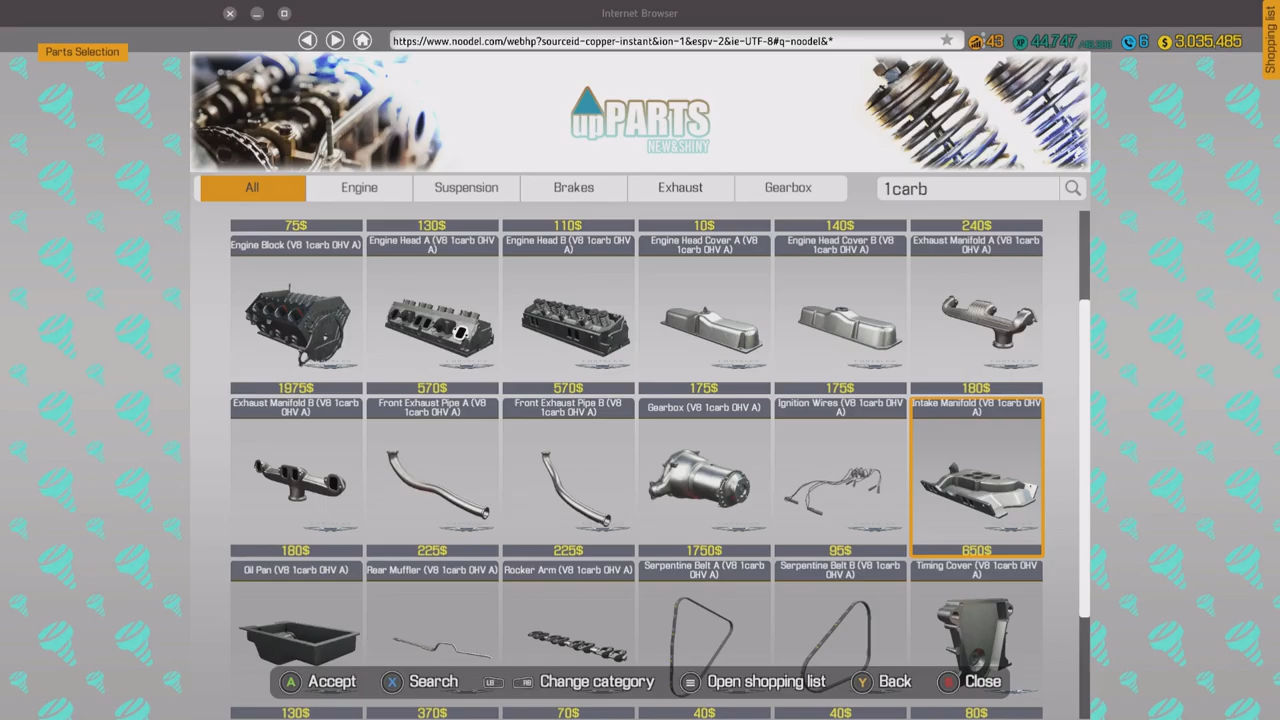 Internet Browser
Parts Selection
https://www.noodel.com/webhp?sourceid-copper-instant&ion-1&espv-2&ie-UTF-8#q-noodel&*
43
44,747
6
3,035,485
Shopping list
upPARTS
NEW&SHINY
All
Engine
Suspension
Brakes
Exhaust
Gearbox
1carb
75$
130$
110$
10$
140$
240$
Engine Block (V8 1carb OHV A)
Engine Head A (V8 1carb OHV
A)
Engine Head B (V8 1carb OHV
A)
Engine Head Cover A (V8
1carb OHV A)
Engine Head Cover B (V8
1carb OHV A)
Exhaust Manifold A (V8 1carb
OHV A)
1975$
570$
570$
175$
175$
180$
Exhaust Manifold B (V8 1carb
OHV A)
Front Exhaust Pipe A (V8
1carb OHV A)
Front Exhaust Pipe B (V8
1carb OHV A)
Gearbox (V8 1carb OHV A)
Ignition Wires (V8 1carb OHV
A)
Intake Manifold (V8 1carb OHV
A)
180$
225$
225$
1750$
95$
650$
Oil Pan (V8 1carb OHV A)
Rear Muffler (V8 1carb OHV A)
Rocker Arm (V8 1carb OHV A)
Serpentine Belt A (V8 1carb
OHV A)
Serpentine Belt B (V8 1carb
OHV A)
Timing Cover (V8 1carb OHV
A)
A Accept
X Search
LB RB Change category
Open shopping list
Y Back
Close
130$
370$
70$
40$
40$
80$